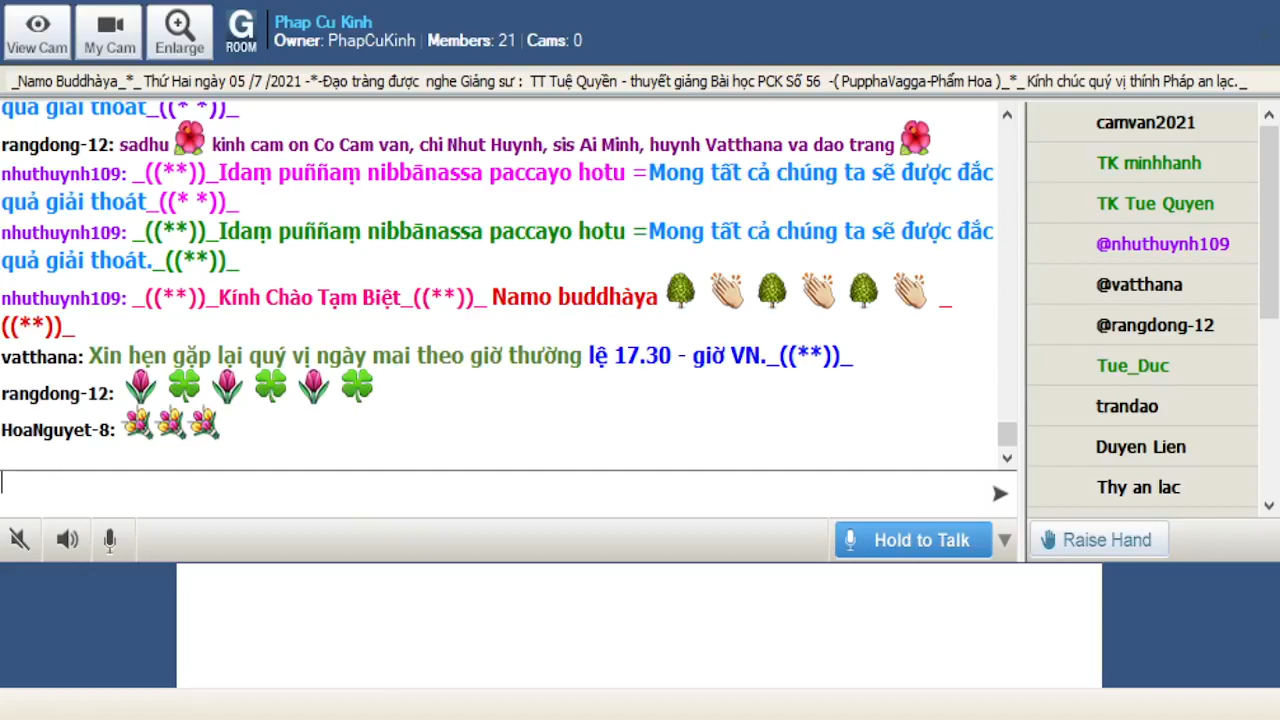 View Cam
My Cam
Enlarge
G
ROOM
Phap Cu Kinh
Owner: PhapCuKinh | Members: 21 | Cams: 0
_Namo Buddhàya_*_ Thứ Hai ngày 05 /7 /2021 -*-Đạo tràng được nghe Giảng sư : TT Tuệ Quyền - thuyết giảng Bài học PCK Số 56 -( PupphaVagga-Phẩm Hoa )_*_ Kính chúc quý vị thính Pháp an lạc._
quả giải thoát_((* *))_
rangdong-12: sadhu kinh cam on Co Cam van, chi Nhut Huynh, sis Ai Minh, huynh Vatthana va dao trang
nhuthuynh109: _((**))_Idaṃ puññaṃ nibbānassa paccayo hotu =Mong tất cả chúng ta sẽ được đắc
quả giải thoát_((* *))_
nhuthuynh109: _((**))_Idaṃ puññaṃ nibbānassa paccayo hotu =Mong tất cả chúng ta sẽ được đắc
quả giải thoát._((**))_
nhuthuynh109: _((**))_Kính Chào Tạm Biệt_((**))_ Namo buddhàya _
((**))_
vatthana: Xin hẹn gặp lại quý vị ngày mai theo giờ thường lệ 17.30 - giờ VN._((**))_
rangdong-12:
HoaNguyet-8:
Hold to Talk
camvan2021
TK minhhanh
TK Tue Quyen
@nhuthuynh109
@vatthana
@rangdong-12
Tue_Duc
trandao
Duyen Lien
Thy an lac
Raise Hand